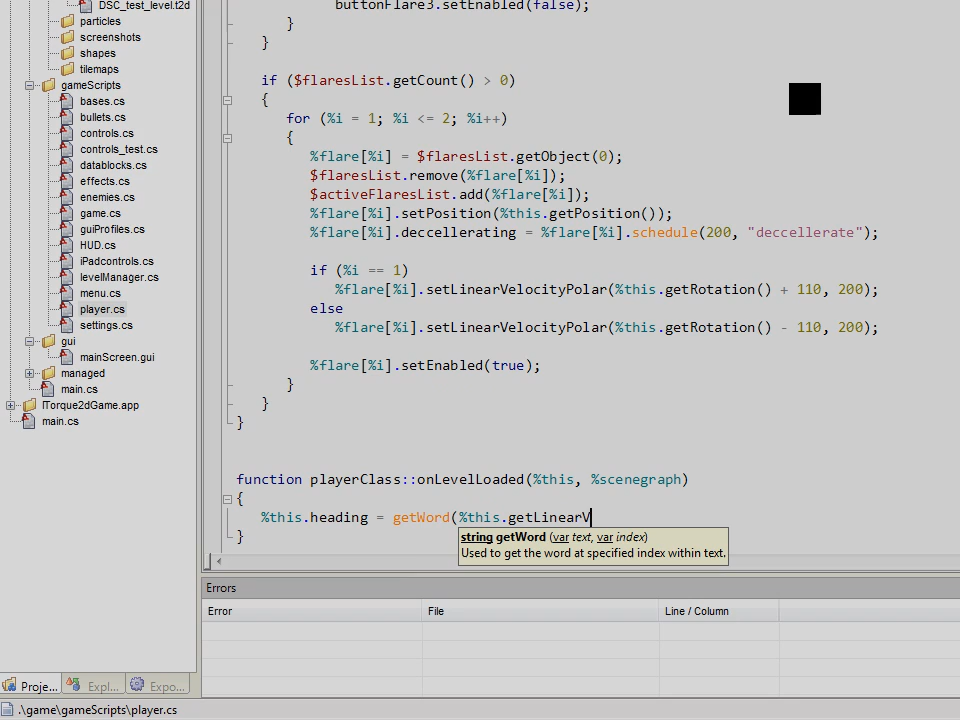 DSC_test_level.t2d
particles
screenshots
shapes
tilemaps
gameScripts
bases.cs
bullets.cs
controls.cs
controls_test.cs
datablocks.cs
effects.cs
enemies.cs
game.cs
guiProfiles.cs
HUD.cs
iPadcontrols.cs
levelManager.cs
menu.cs
player.cs
settings.cs
gui
mainScreen.gui
managed
main.cs
iTorque2dGame.app
main.cs
Proje...
Expl...
Expo...
buttonFlare3.setEnabled(false);
}
}
if ($flaresList.getCount() > 0)
{
for (%i = 1; %i <= 2; %i++)
{
%flare[%i] = $flaresList.getObject(0);
$flaresList.remove(%flare[%i]);
$activeFlaresList.add(%flare[%i]);
%flare[%i].setPosition(%this.getPosition());
%flare[%i].deccellerating = %flare[%i].schedule(200, "deccellerate");
if (%i == 1)
%flare[%i].setLinearVelocityPolar(%this.getRotation() + 110, 200);
else
%flare[%i].setLinearVelocityPolar(%this.getRotation() - 110, 200);
%flare[%i].setEnabled(true);
}
}
}
function playerClass::onLevelLoaded(%this, %scenegraph)
{
%this.heading = getWord(%this.getLinearV
}
string getWord (var text, var index)
Used to get the word at specified index within text.
Errors
Error File Line / Column
.\game\gameScripts\player.cs